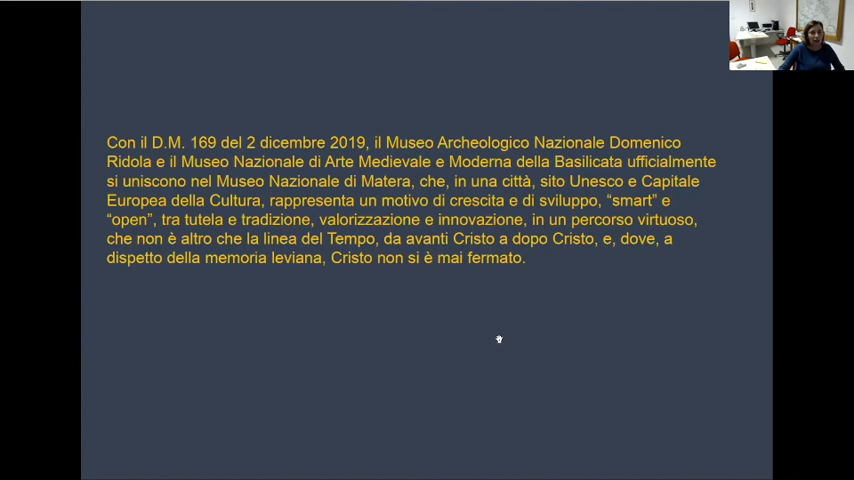 Con il D.M. 169 del 2 dicembre 2019, il Museo Archeologico Nazionale Domenico
Ridola e il Museo Nazionale di Arte Medievale e Moderna della Basilicata ufficialmente
si uniscono nel Museo Nazionale di Matera, che, in una città, sito Unesco e Capitale
Europea della Cultura, rappresenta un motivo di crescita e di sviluppo, “smart” e
“open”, tra tutela e tradizione, valorizzazione e innovazione, in un percorso virtuoso,
che non è altro che la linea del Tempo, da avanti Cristo a dopo Cristo, e, dove, a
dispetto della memoria leviana, Cristo non si è mai fermato.